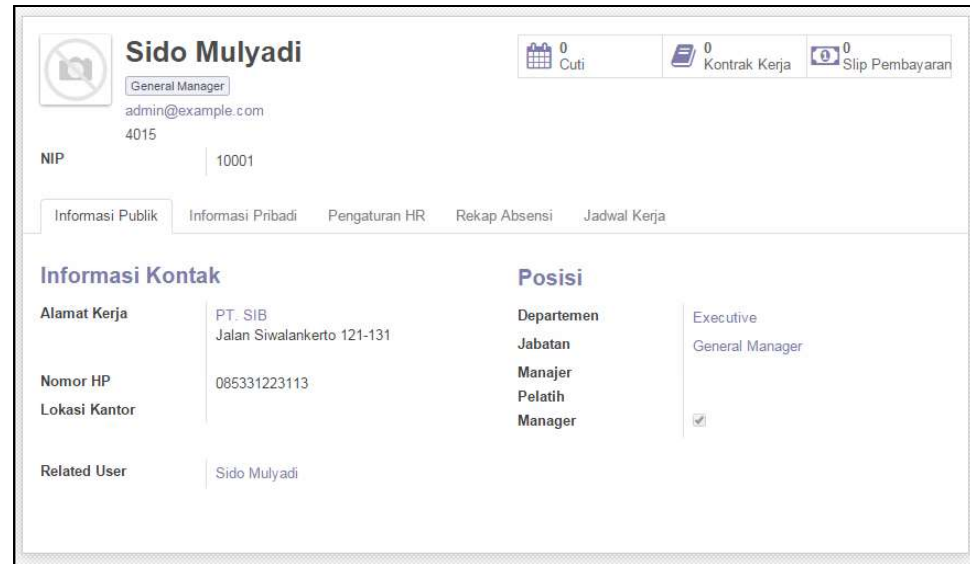 Sido Mulyadi
General Manager
admin@example.com
4015
NIP 10001
0 Cuti
0 Kontrak Kerja
0 Slip Pembayaran
Informasi Publik Informasi Pribadi Pengaturan HR Rekap Absensi Jadwal Kerja
Informasi Kontak
Alamat Kerja PT. SIB
Jalan Siwalankerto 121-131
Nomor HP 085331223113
Lokasi Kantor
Related User Sido Mulyadi
Posisi
Departemen Executive
Jabatan General Manager
Manajer
Pelatih
Manager